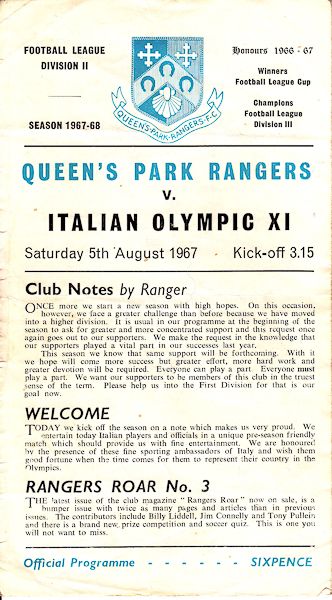 FOOTBALL LEAGUE
DIVISION II
SEASON 1967-68
QUEEN'S·PARK·RANGERS·F.C.
Honours 1966-67
Winners
Football League Cup
Champions
Football League
Division III
QUEEN'S PARK RANGERS
v.
ITALIAN OLYMPIC XI
Saturday 5th August 1967 Kick-off 3.15
Club Notes by Ranger
ONCE more we start a new season with high hopes. On this occasion,
however, we face a greater challenge than before because we have moved
into a higher division. It is usual in our programme at the beginning of the
season to ask for greater and more concentrated support and this request once
again goes out to our supporters. We make the request in the knowledge that
our supporters played a vital part in our successes last year.
This season we know that same support will be forthcoming. With it
we hope will come more success but greater effort, more hard work and
greater devotion will be required. Everyone can play a part. Everyone must
play a part. We want our supporters to be members of this club in the truest
sense of the term. Please help us into the First Division for that is our
goal now.
WELCOME
TODAY we kick off the season on a note which makes us very proud. We
entertain today Italian players and officials in a unique pre-season friendly
match which should provide us with fine entertainment. We are honoured
by the presence of these fine sporting ambassadors of Italy and wish them
good fortune when the time comes for them to represent their country in the
Olympics.
RANGERS ROAR No. 3
THE latest issue of the club magazine "Rangers Roar" now on sale, is a
bumper issue with twice as many pages and articles than in previous
issues. The contributors include Billy Liddell, Jim Connelly and Tony Pullein
and there is a brand new prize competition and soccer quiz. This is one you
will not want to miss.
Official Programme - - - - - - SIXPENCE